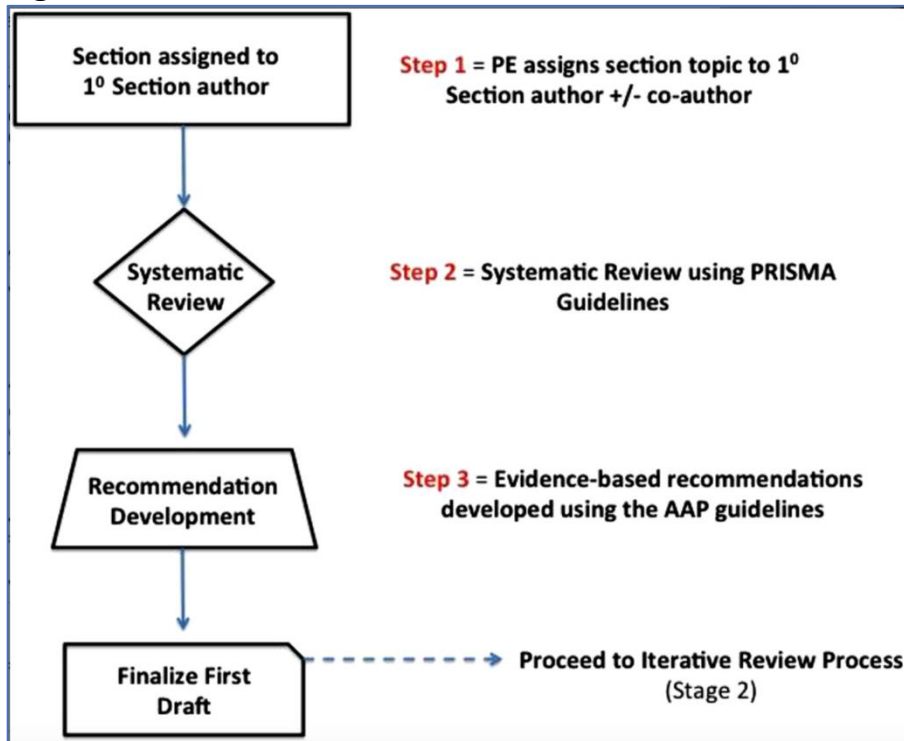 Section assigned to
1⁰ Section author
Step 1 = PE assigns section topic to 1⁰
Section author +/- co-author
Systematic
Review
Step 2 = Systematic Review using PRISMA
Guidelines
Recommendation
Development
Step 3 = Evidence-based recommendations
developed using the AAP guidelines
Finalize First
Draft
Proceed to Iterative Review Process
(Stage 2)